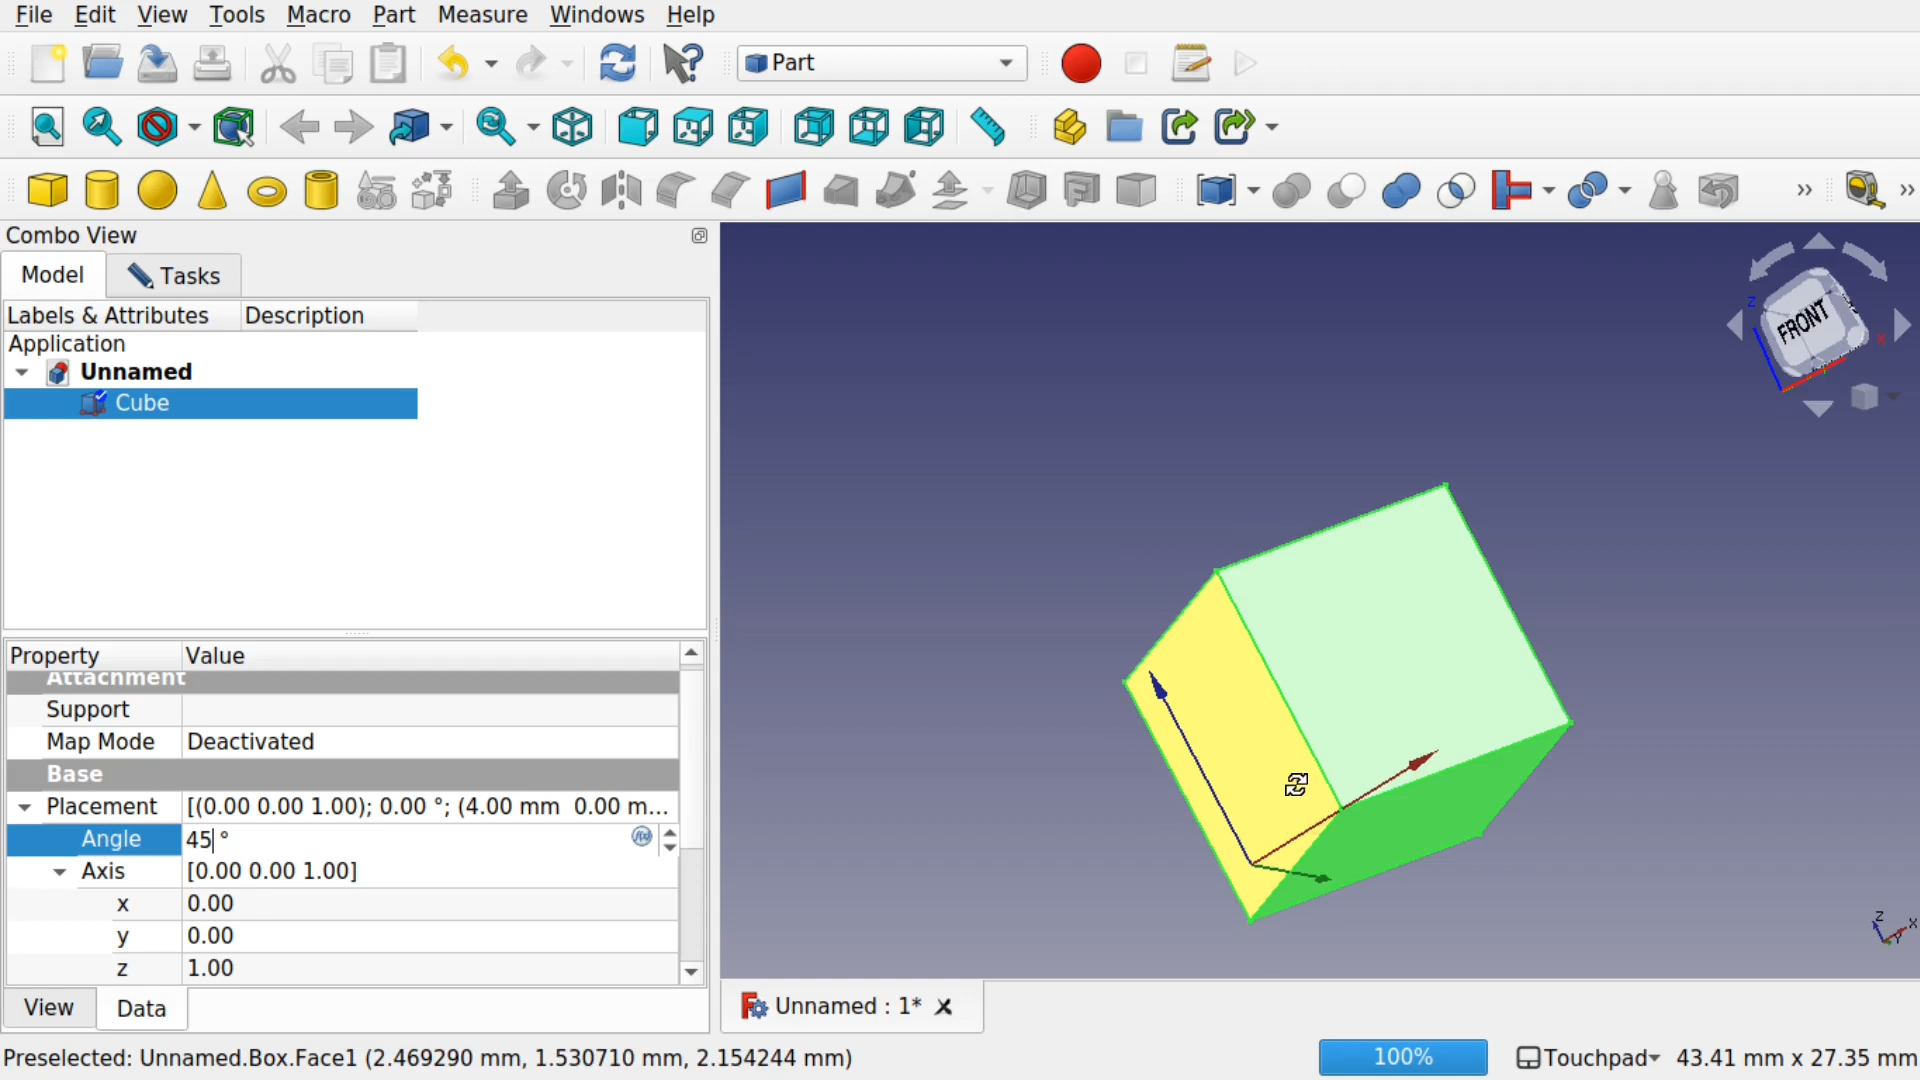 File Edit View Tools Macro Part Measure Windows Help
Part
Combo View
Model Tasks
Labels & Attributes Description
Application
Unnamed
Cube
Property Value
Attachment
Support
Map Mode Deactivated
Base
Placement [(0.00 0.00 1.00); 0.00 °; (4.00 mm 0.00 m...
Angle 45 °
Axis [0.00 0.00 1.00]
x 0.00
y 0.00
z 1.00
View Data
FRONT
Z
X
Z
X
Y
Unnamed : 1*
Preselected: Unnamed.Box.Face1 (2.469290 mm, 1.530710 mm, 2.154244 mm)
100%
Touchpad
43.41 mm x 27.35 mm